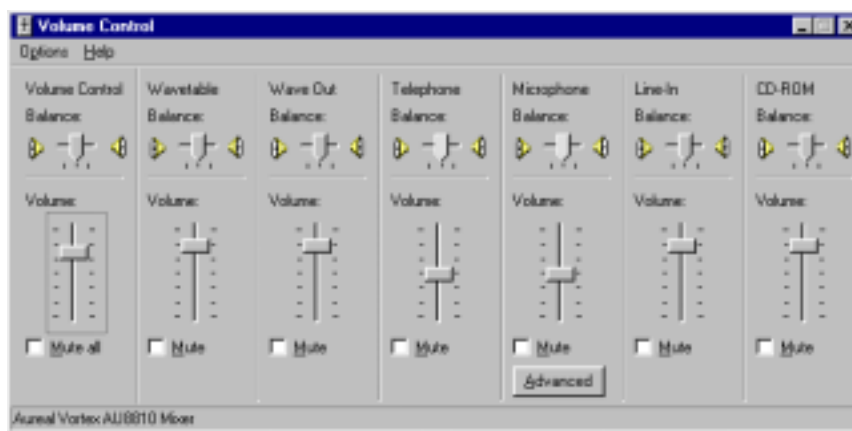 Volume Control
Options Help
Volume Control Wavetable Wave Out Telephone Microphone Line-In CD-ROM
Balance: Balance: Balance: Balance: Balance: Balance: Balance:
Volume: Volume: Volume: Volume: Volume: Volume: Volume:
Mute all Mute Mute Mute Mute Mute Mute
Advanced
Aureal Vortex AU8810 Mixer